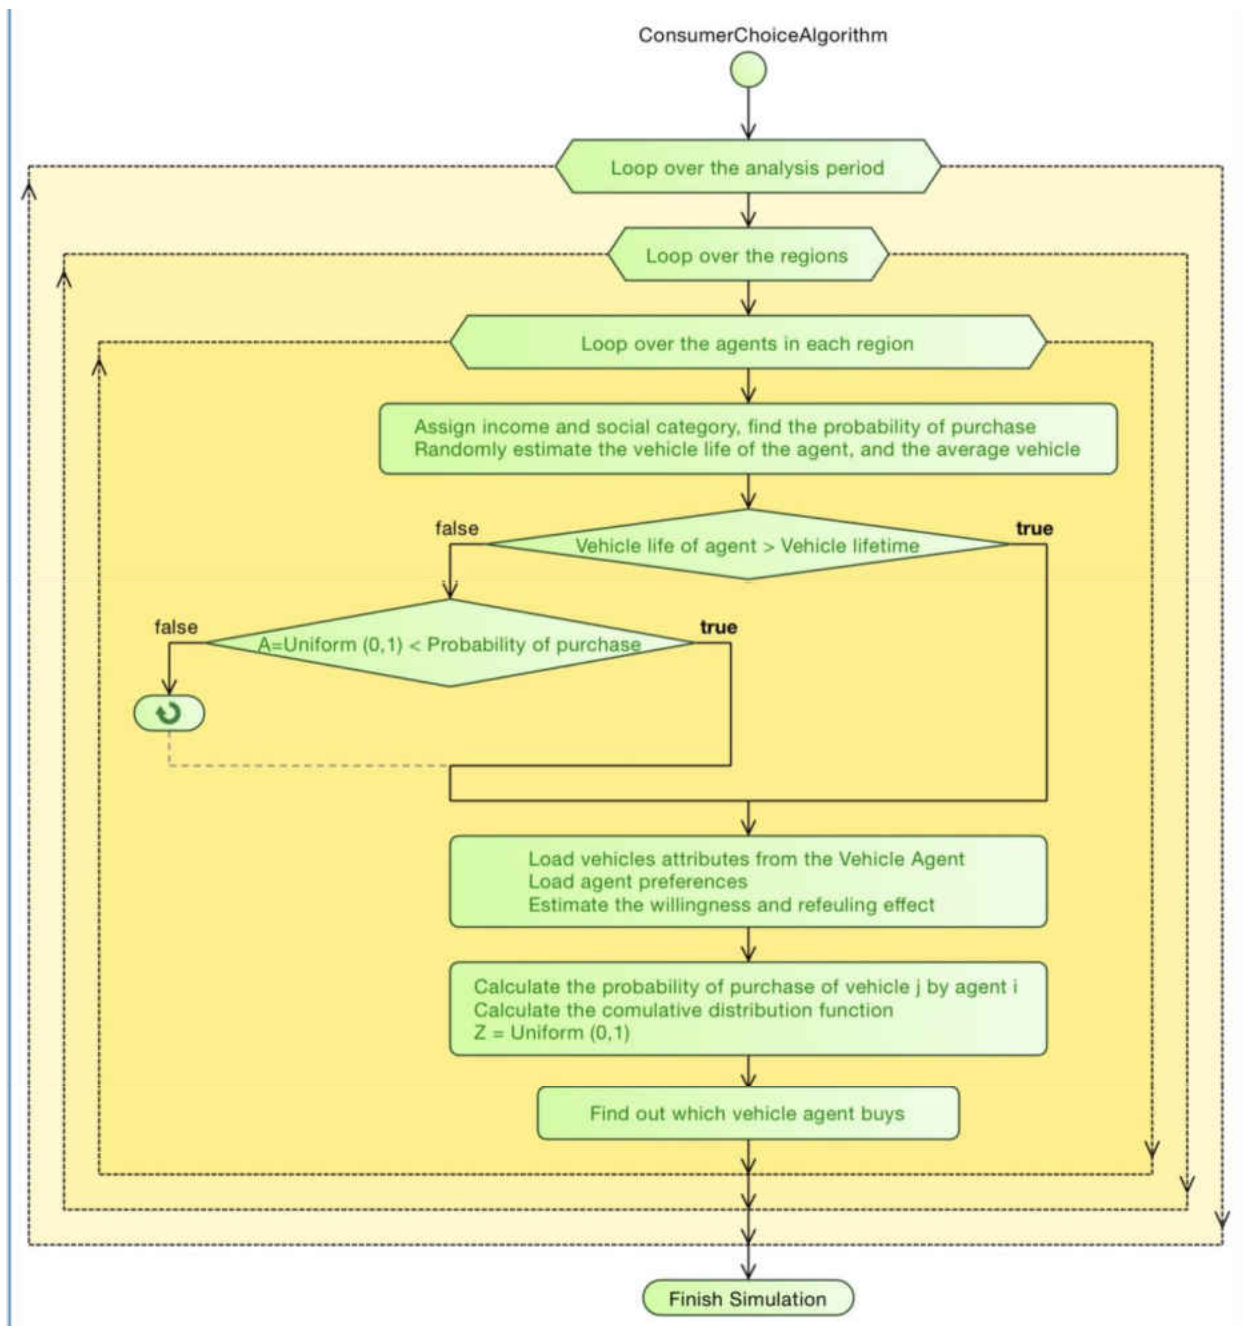 ConsumerChoiceAlgorithm
Loop over the analysis period
Loop over the regions
Loop over the agents in each region
Assign income and social category, find the probability of purchase
Randomly estimate the vehicle life of the agent, and the average vehicle
false
true
Vehicle life of agent > Vehicle lifetime
false
true
A=Uniform (0,1) < Probability of purchase
Load vehicles attributes from the Vehicle Agent
Load agent preferences
Estimate the willingness and refeuling effect
Calculate the probability of purchase of vehicle j by agent i
Calculate the comulative distribution function
Z = Uniform (0,1)
Find out which vehicle agent buys
Finish Simulation